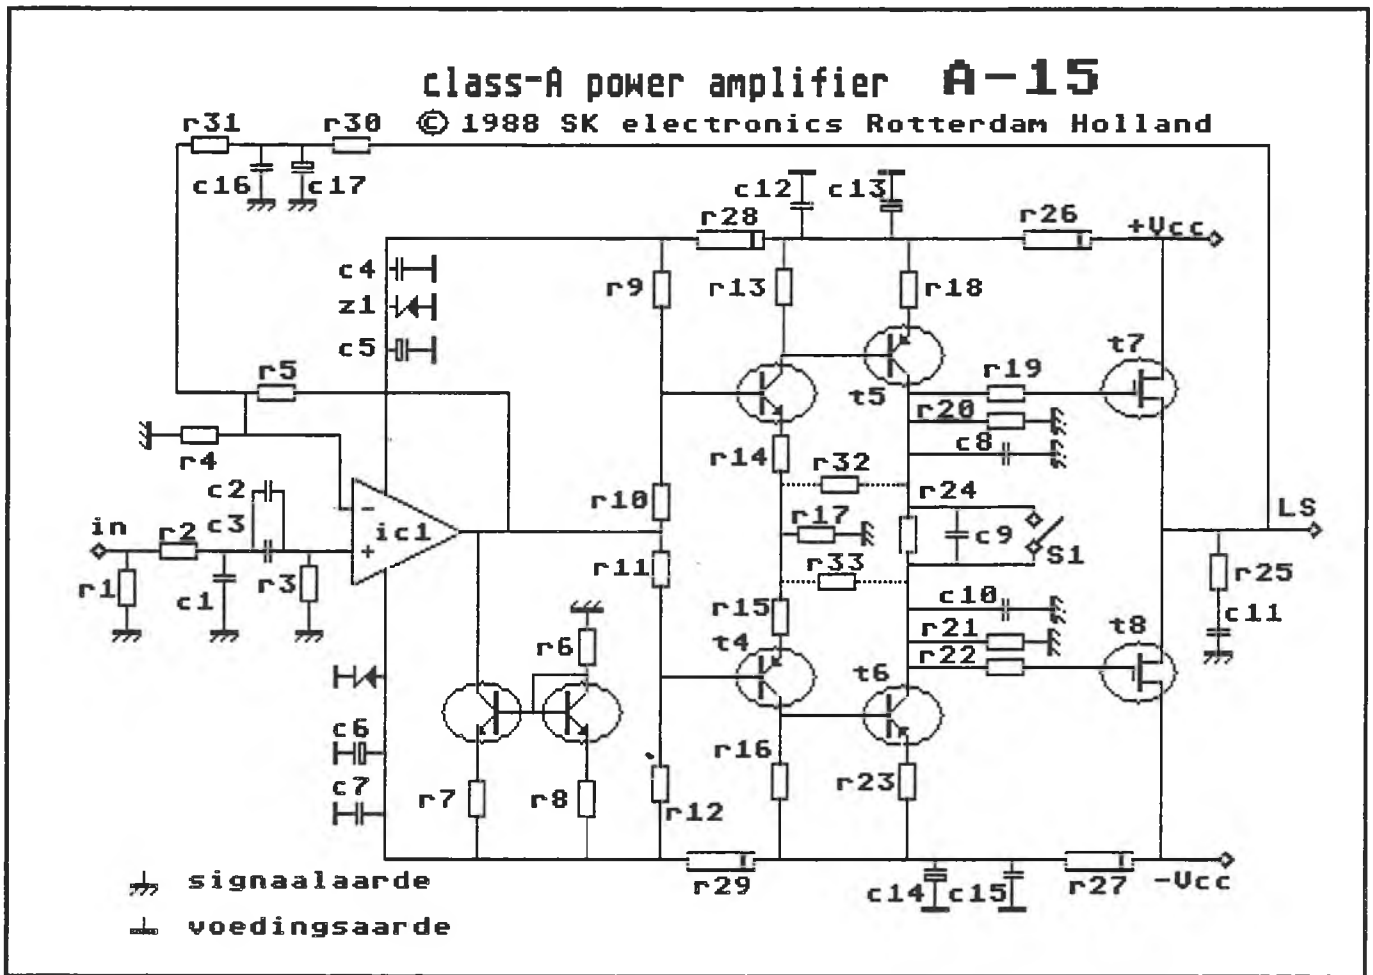 class-A power amplifier A-15
© 1988 SK electronics Rotterdam Holland
r31
r30
c16
c17
c12
c13
r28
r26
+Vcc
c4
z1
c5
r9
r13
r18
r5
t5
r19
t7
r20
r4
r14
c8
c2
r32
r10
r24
in
r2
c3
ic1
-
+
r17
c9
S1
LS
r1
c1
r3
r11
r33
r25
r15
c10
c11
r6
t4
r21
t8
r22
t6
c6
r16
c7
r7
r8
r12
r23
r29
c14
c15
r27
-Vcc
signaalaarde
voedingsaarde